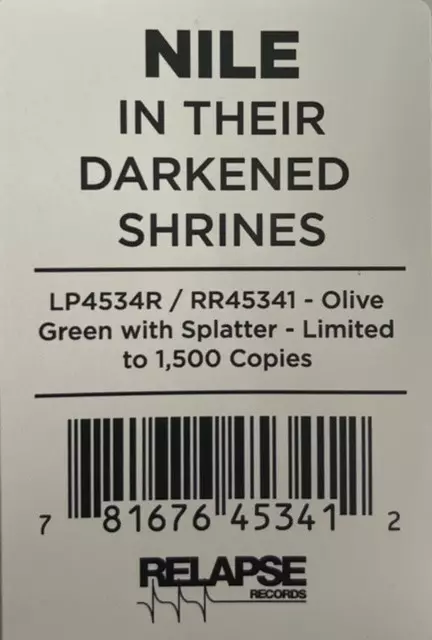 NILE
IN THEIR
DARKENED
SHRINES
LP4534R / RR45341 - Olive
Green with Splatter - Limited
to 1,500 Copies
7 81676 45341 2
RELAPSE
RECORDS